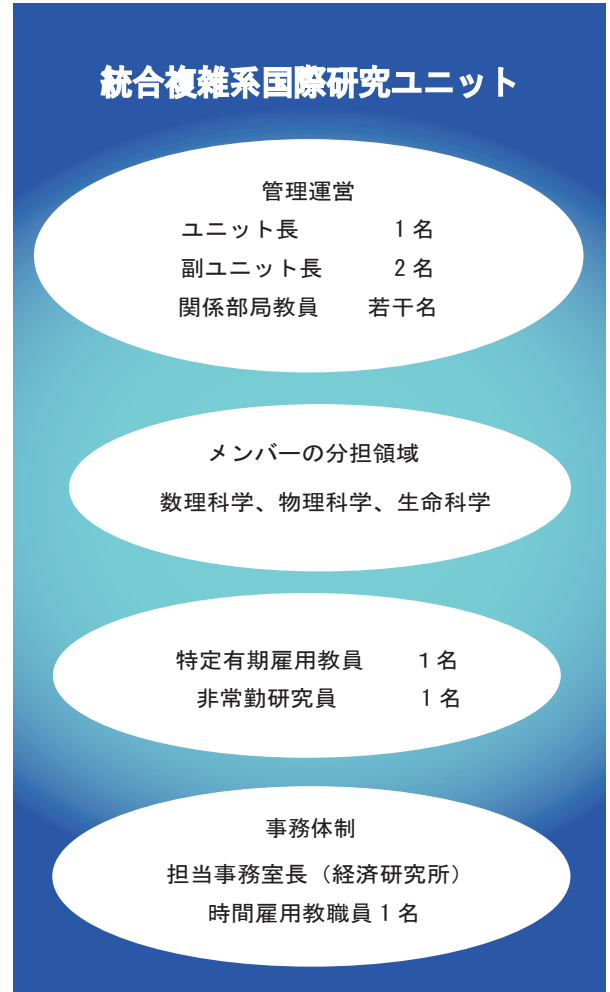 統合複雑系国際研究ユニット
管理運営
ユニット長 1名
副ユニット長 2名
関係部局教員 若干名
メンバーの分担領域
数理科学、物理科学、生命科学
特定有期雇用教員 1名
非常勤研究員 1名
事務体制
担当事務室長（経済研究所）
時間雇用教職員1名